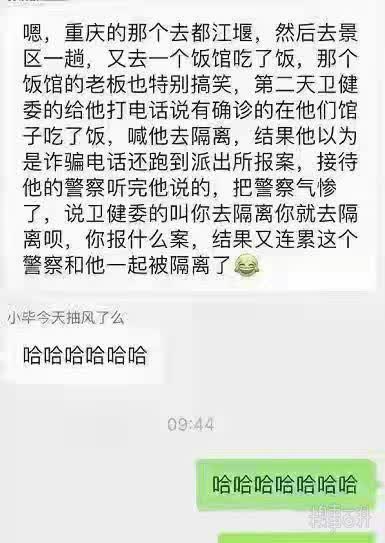 嗯，重庆的那个去都江堰，然后去景
区一趟，又去一个饭馆吃了饭，那个
饭馆的老板也特别搞笑，第二天卫健
委的给他打电话说有确诊的在他们馆
子吃了饭，喊他去隔离，结果他以为
是诈骗电话还跑到派出所报案，接待
他的警察听完他说的，把警察气惨
了，说卫健委的叫你去隔离你就去隔
离呗，你报什么案，结果又连累这个
警察和他一起被隔离了😂
小毕今天抽风了么
哈哈哈哈哈哈
09:44
哈哈哈哈哈哈哈